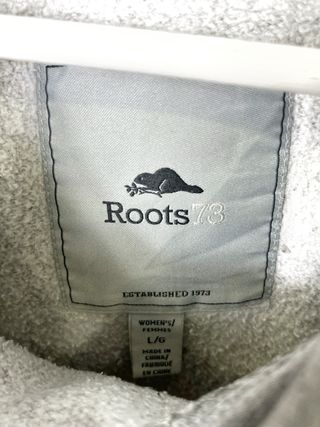 Roots73
ESTABLISHED 1973
WOMEN'S/
FEMMES
L/G
MADE IN
CHINA/
FABRIQUÉ
EN CHINE